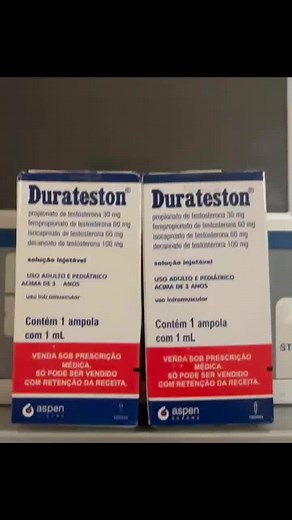 Durateston®
propionato de testosterona 30 mg
fempropionato de testosterona 60 mg
isocaproato de testosterona 60 mg
decanoato de testosterona 100 mg
solução injetável
USO ADULTO E PEDIÁTRICO
ACIMA DE 3 ANOS
uso intramuscular
Contém 1 ampola
com 1 mL
VENDA SOB PRESCRIÇÃO
MÉDICA.
SÓ PODE SER VENDIDO
COM RETENÇÃO DA RECEITA.
aspen
Durateston®
propionato de testosterona 30 mg
fempropionato de testosterona 60 mg
isocaproato de testosterona 60 mg
decanoato de testosterona 100 mg
solução injetável
USO ADULTO E PEDIÁTRICO
ACIMA DE 3 ANOS
uso intramuscular
Contém 1 ampola
com 1 mL
VENDA SOB PRESCRIÇÃO
MÉDICA.
SÓ PODE SER VENDIDO
COM RETENÇÃO DA RECEITA.
aspen
PHARMA
ST